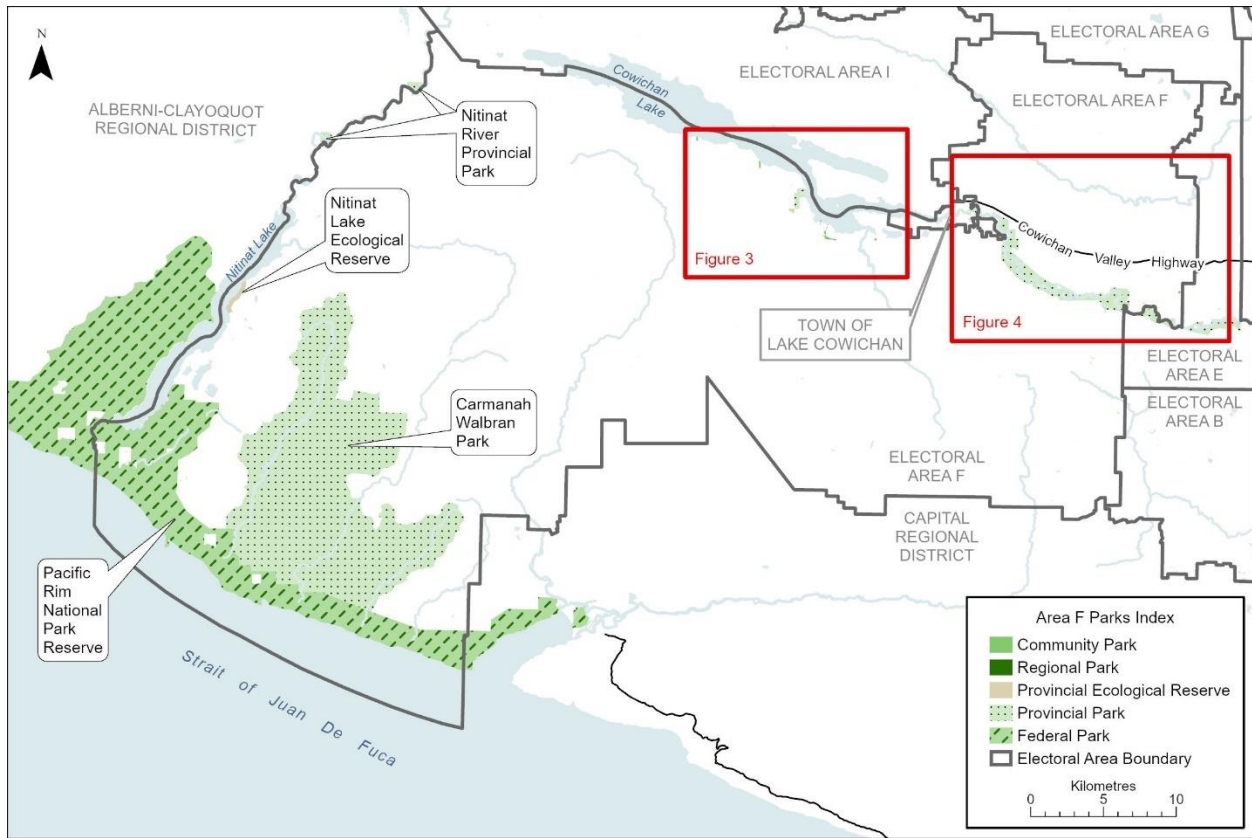 N
ALBERNI-CLAYOQUOT
REGIONAL DISTRICT
Nitinat
River
Provincial
Park
Nitinat
Lake
Ecological
Reserve
Nitinat Lake
Cowichan
Lake
ELECTORAL AREA I
ELECTORAL AREA G
ELECTORAL AREA F
Figure 3
Cowichan Valley Highway
Figure 4
TOWN OF
LAKE COWICHAN
ELECTORAL
AREA E
ELECTORAL
AREA B
Carmanah
Walbran
Park
ELECTORAL
AREA F
CAPITAL
REGIONAL
DISTRICT
Pacific
Rim
National
Park
Reserve
Strait of Juan De Fuca
Area F Parks Index
Community Park
Regional Park
Provincial Ecological Reserve
Provincial Park
Federal Park
Electoral Area Boundary
Kilometres
0 5 10